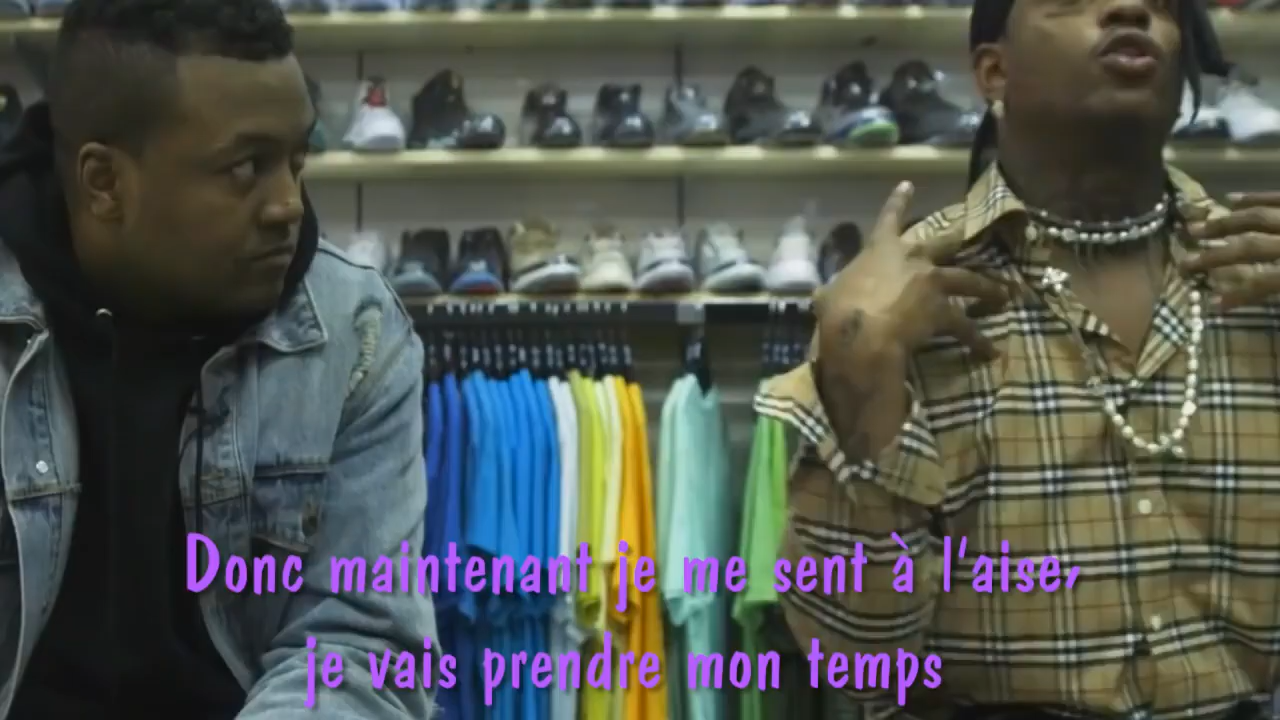 Donc maintenant je me sent à l'aise,
je vais prendre mon temps